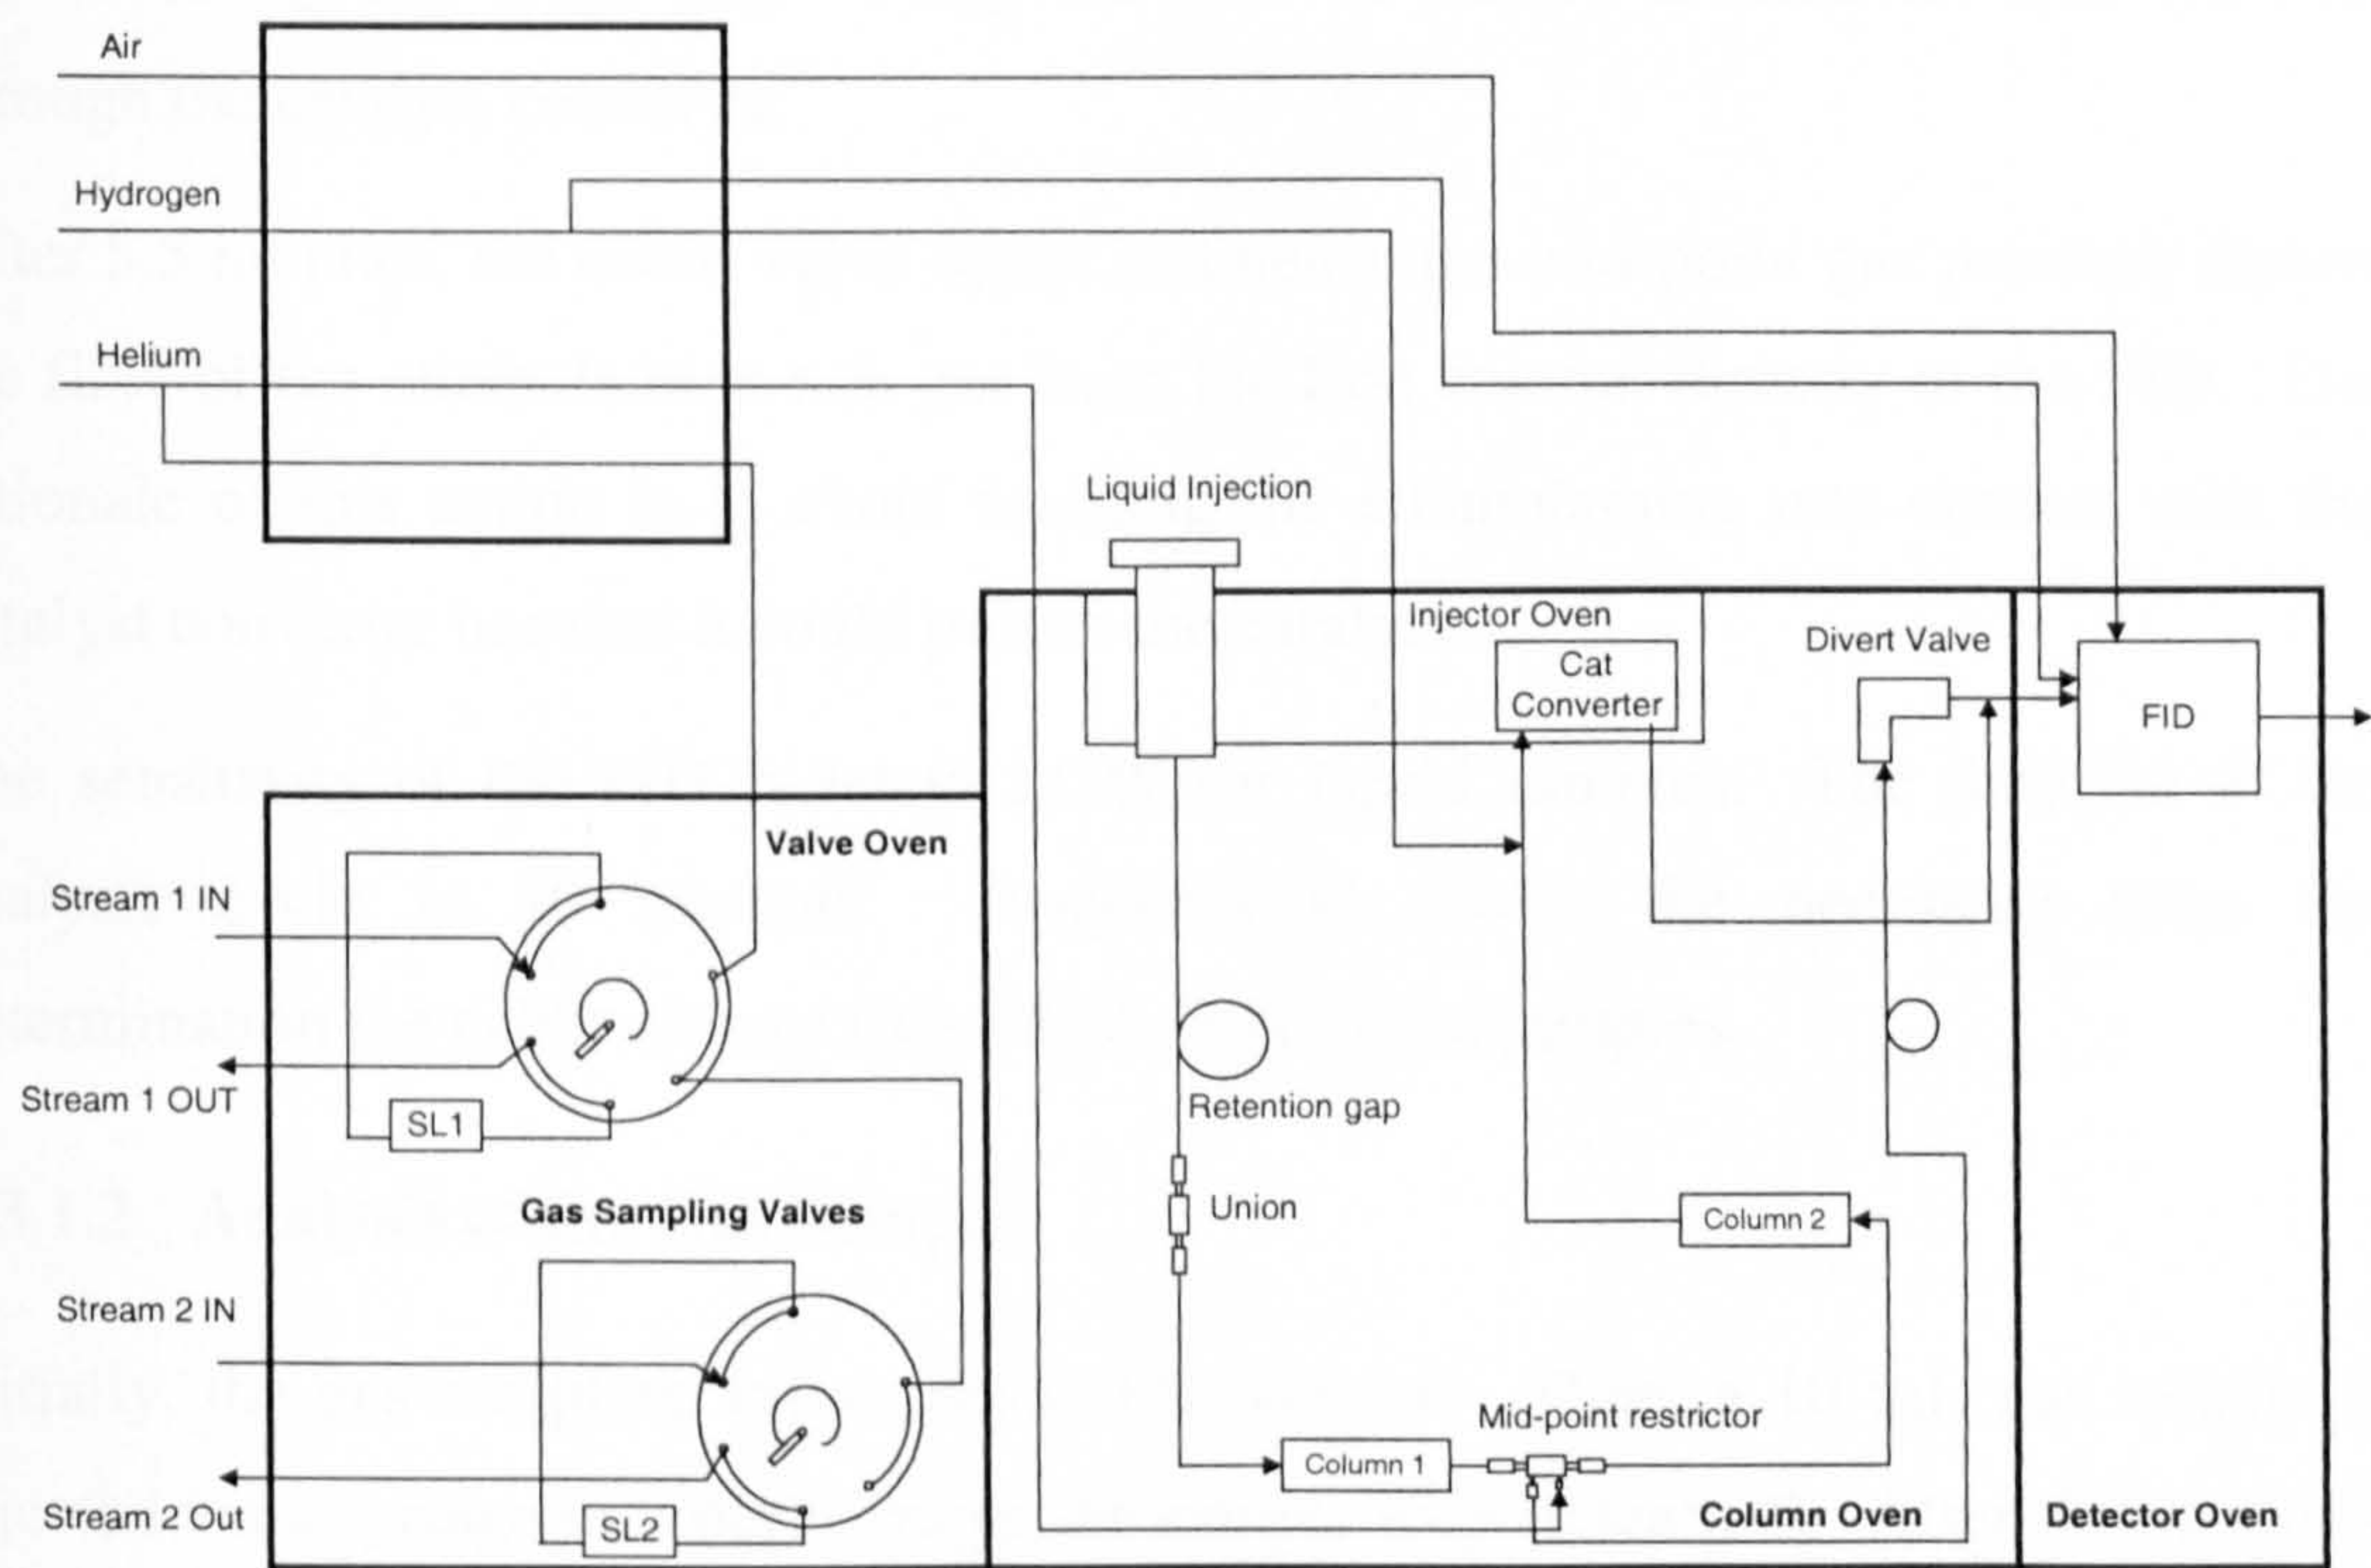 Air
Hydrogen
Helium
Liquid Injection
Injector Oven
Cat
Converter
Divert Valve
FID
Valve Oven
Stream 1 IN
Stream 1 OUT
SL1
Retention gap
Gas Sampling Valves
Union
Column 2
Stream 2 IN
Mid-point restrictor
Column 1
Stream 2 Out
SL2
Column Oven
Detector Oven